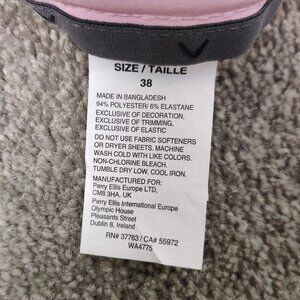 SIZE / TAILLE
38
MADE IN BANGLADESH
94% POLYESTER/ 6% ELASTANE
EXCLUSIVE OF DECORATION,
EXCLUSIVE OF TRIMMING,
EXCLUSIVE OF ELASTIC
DO NOT USE FABRIC SOFTENERS
OR DRYER SHEETS. MACHINE
WASH COLD WITH LIKE COLORS.
NON-CHLORINE BLEACH.
TUMBLE DRY LOW. COOL IRON.
MANUFACTURED FOR:
Perry Ellis Europe LTD,
CM8 3HA, UK
Perry Ellis International Europe
Olympic House
Pleasants Street
Dublin 8, Ireland
RN# 37763 / CA# 55972
WA4775